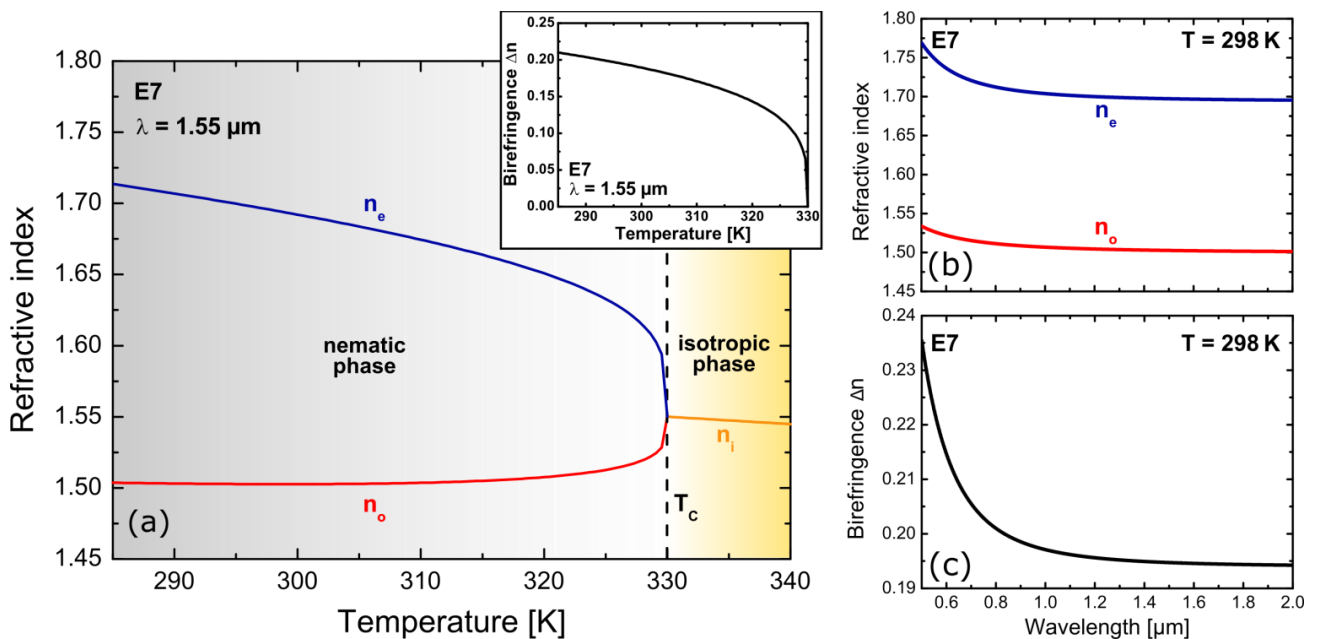 1.80
1.75
1.70
1.65
1.60
1.55
1.50
1.45
Refractive index
E7
λ = 1.55 µm
n_e
nematic
phase
isotropic
phase
n_i
n_o
T_C
(a)
290
300
310
320
330
340
Temperature [K]
0.25
0.20
0.15
0.10
0.05
0.00
Birefringence Δn
E7
λ = 1.55 µm
290
300
310
320
330
Temperature [K]
1.80
1.75
1.70
1.65
1.60
1.55
1.50
1.45
Refractive index
E7
T = 298 K
n_e
n_o
(b)
0.24
0.23
0.22
0.21
0.20
0.19
Birefringence Δn
E7
T = 298 K
(c)
0.6
0.8
1.0
1.2
1.4
1.6
1.8
2.0
Wavelength [µm]